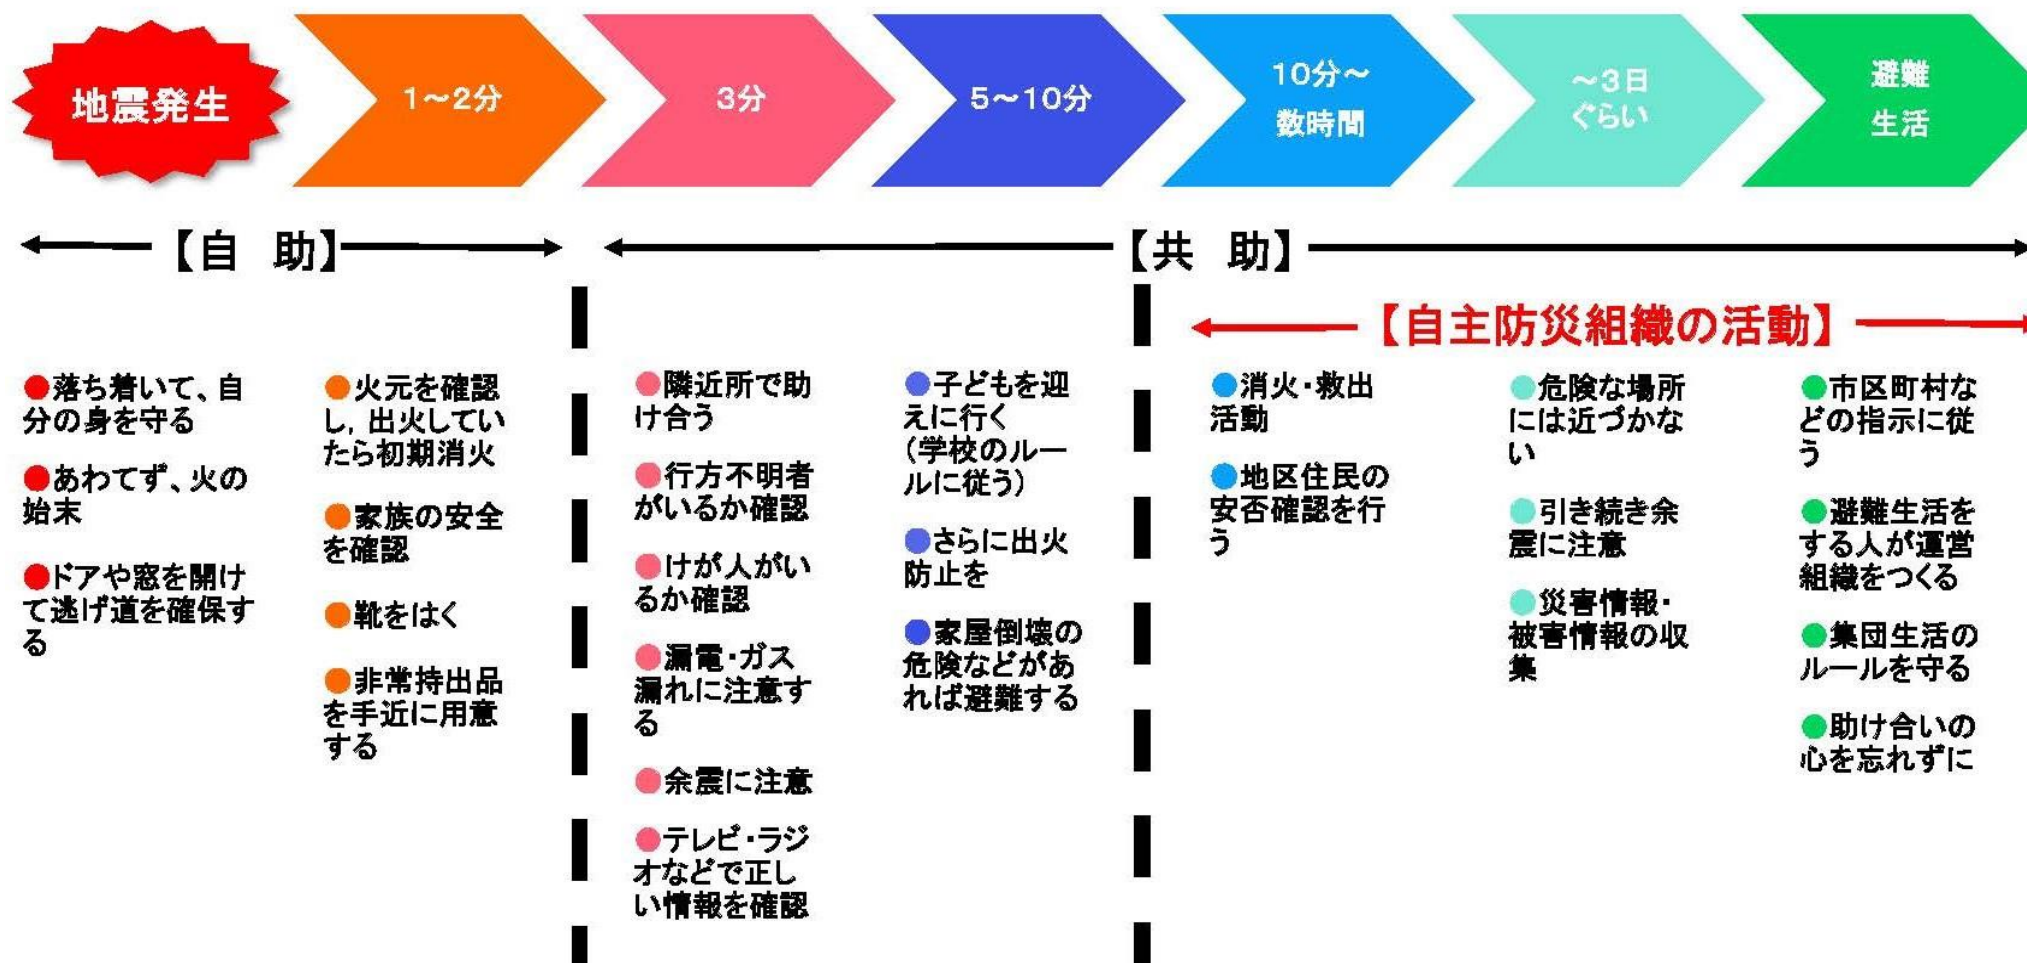 地震発生
1～2分
3分
5～10分
10分～
数時間
～3日
ぐらい
避難
生活
【自　助】
【共　助】
【自主防災組織の活動】
●落ち着いて、自
分の身を守る
●あわてず、火の
始末
●ドアや窓を開け
て逃げ道を確保す
る
●火元を確認
し，出火してい
たら初期消火
●家族の安全
を確認
●靴をはく
●非常持出品
を手近に用意
する
●隣近所で助
け合う
●行方不明者
がいるか確認
●けが人がい
るか確認
●漏電・ガス
漏れに注意す
る
●余震に注意
●テレビ・ラジ
オなどで正し
い情報を確認
●子どもを迎
えに行く
（学校のルー
ルに従う）
●さらに出火
防止を
●家屋倒壊の
危険などがあ
れば避難する
●消火・救出
活動
●地区住民の
安否確認を行
う
●危険な場所
には近づかな
い
●引き続き余
震に注意
●災害情報・
被害情報の収
集
●市区町村な
どの指示に従
う
●避難生活を
する人が運営
組織をつくる
●集団生活の
ルールを守る
●助け合いの
心を忘れずに